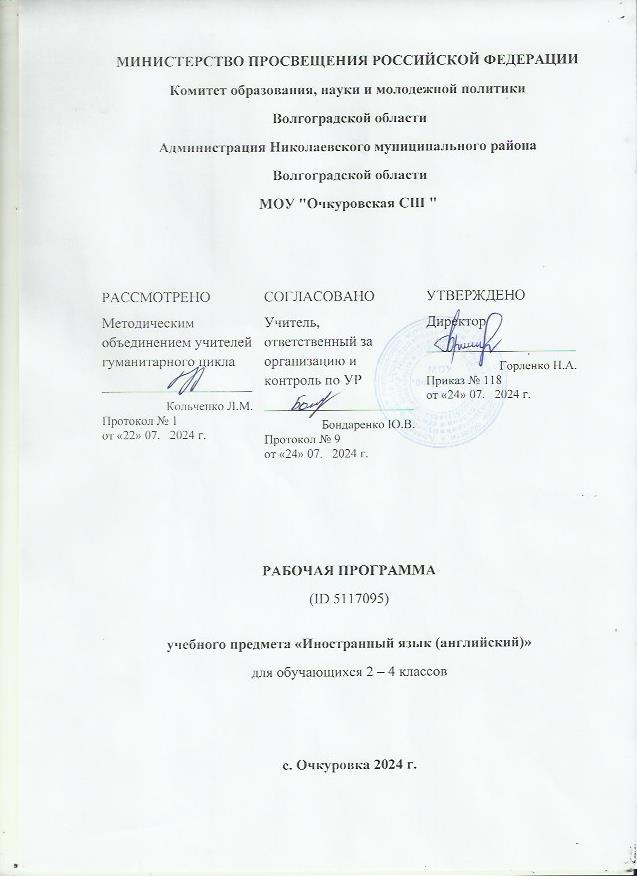 МИНИСТЕРСТВО ПРОСВЕЩЕНИЯ РОССИЙСКОЙ ФЕДЕРАЦИИ
Комитет образования, науки и молодежной политики
Волгоградской области
Администрация Николаевского муниципального района
Волгоградской области
МОУ "Очкуровская СШ "
РАССМОТРЕНО
Методическим
объединением учителей
гуманитарного цикла
Кольченко Л.М.
Протокол № 1
от «22» 07. 2024 г.
СОГЛАСОВАНО
Учитель,
ответственный за
организацию и
контроль по УР
Бондаренко Ю.В.
Протокол № 9
от «24» 07. 2024 г.
УТВЕРЖДЕНО
Директор
Горленко Н.А.
Приказ № 118
от «24» 07. 2024 г.
МОУ
РАБОЧАЯ ПРОГРАММА
(ID 5117095)
учебного предмета «Иностранный язык (английский)»
для обучающихся 2 – 4 классов
с. Очкуровка 2024 г.